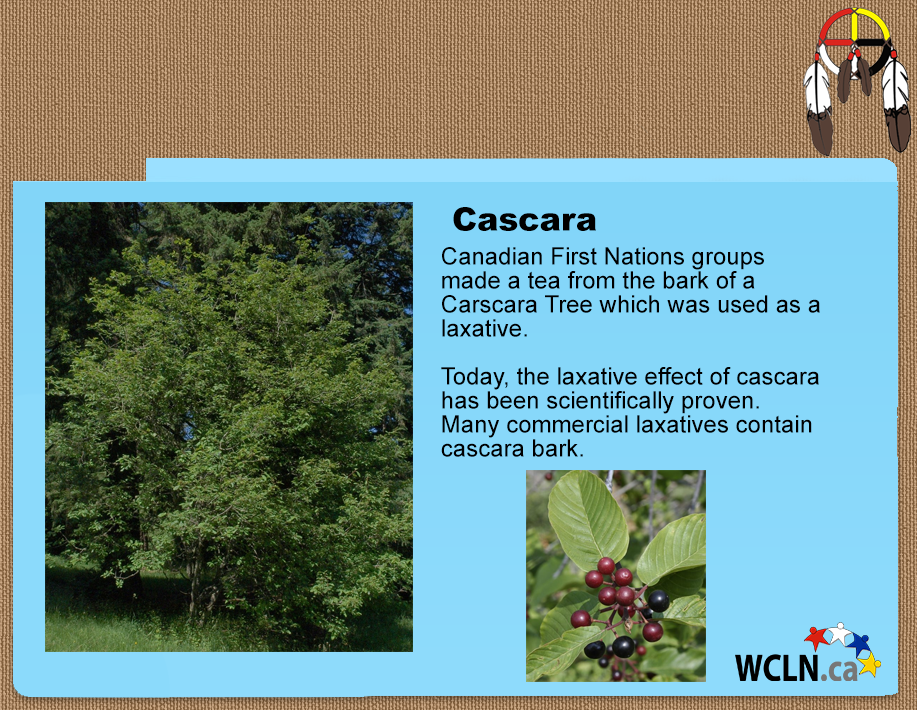 Cascara
Canadian First Nations groups
made a tea from the bark of a
Carscara Tree which was used as a
laxative.
Today, the laxative effect of cascara
has been scientifically proven.
Many commercial laxatives contain
cascara bark.
WCLN.ca